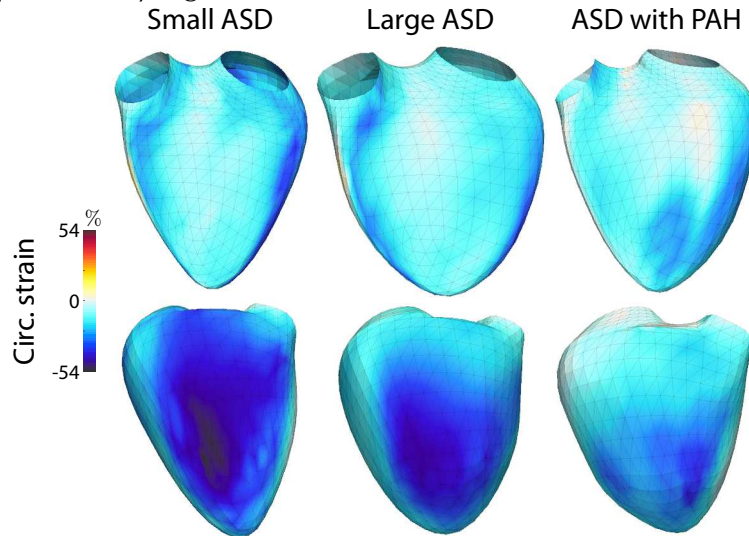 Small ASD
Large ASD
ASD with PAH
%
54
0
-54
Circ. strain